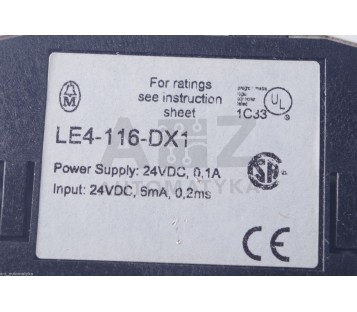 For ratings
see instruction
sheet
UL
1C33
M
LE4-116-DX1
Power Supply: 24VDC, 0,1A
Input: 24VDC, 5mA, 0,2ms
CE